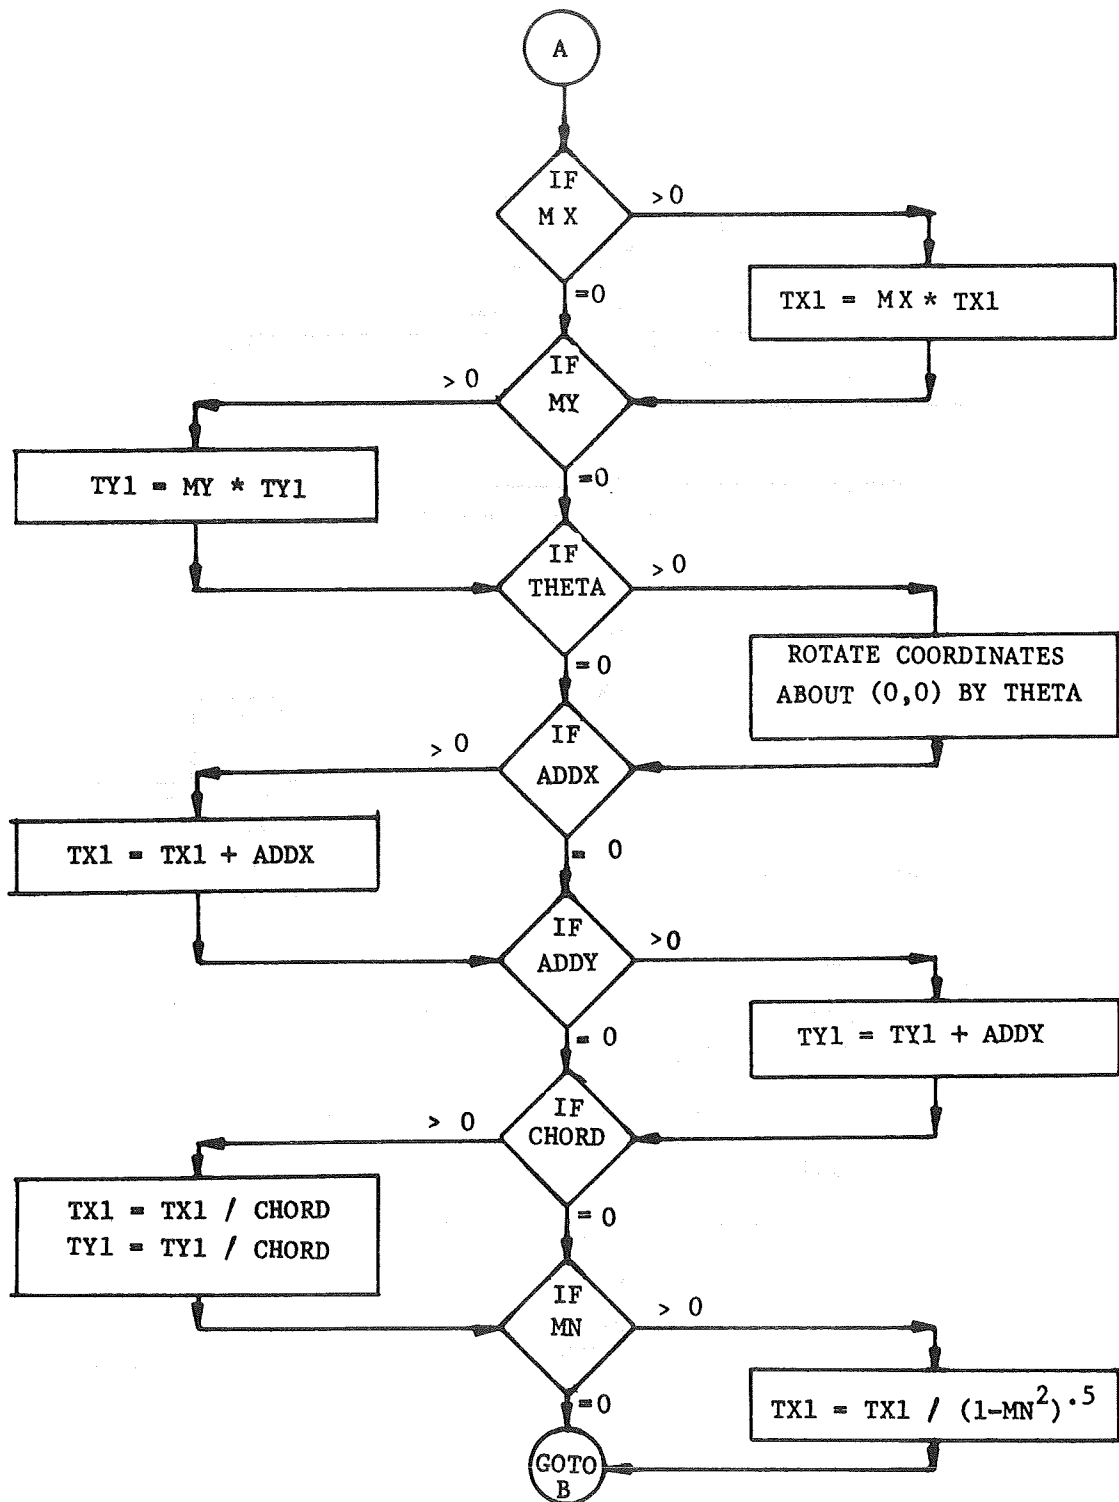 A
IF
MX
>0
=0
TX1 = MX * TX1
IF
MY
> 0
=0
TY1 = MY * TY1
IF
THETA
> 0
=0
ROTATE COORDINATES
ABOUT (0,0) BY THETA
IF
ADDX
> 0
= 0
TX1 = TX1 + ADDX
IF
ADDY
>0
= 0
TY1 = TY1 + ADDY
IF
CHORD
> 0
=0
TX1 = TX1 / CHORD
TY1 = TY1 / CHORD
IF
MN
> 0
=0
TX1 = TX1 / (1-MN²)^.5
GOTO
B